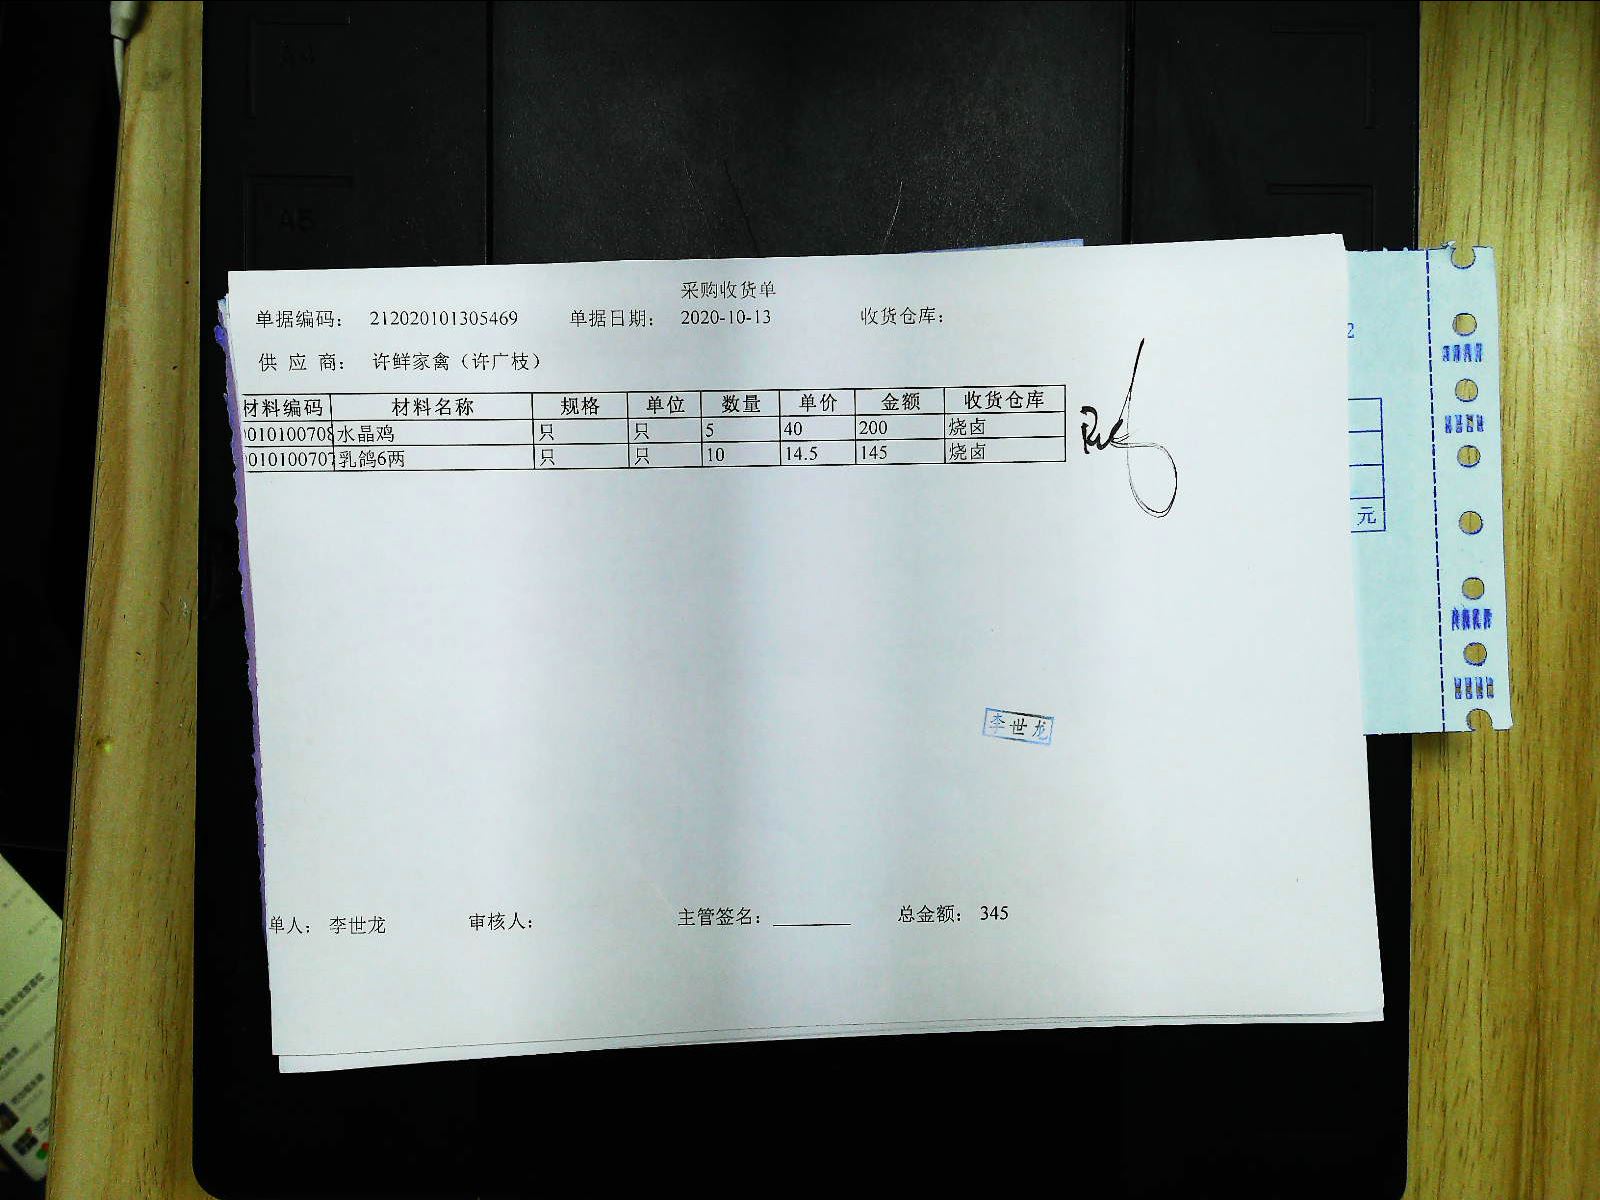 采购收货单
单据编码： 212020101305469 单据日期： 2020-10-13 收货仓库：
供 应 商： 许鲜家禽（许广枝）
材料编码 材料名称 规格 单位 数量 单价 金额 收货仓库
010100708 水晶鸡 只 只 5 40 200 烧卤
010100707 乳鸽6两 只 只 10 14.5 145 烧卤
2
元
李世龙
单人： 李世龙 审核人： 主管签名： 总金额： 345
A5